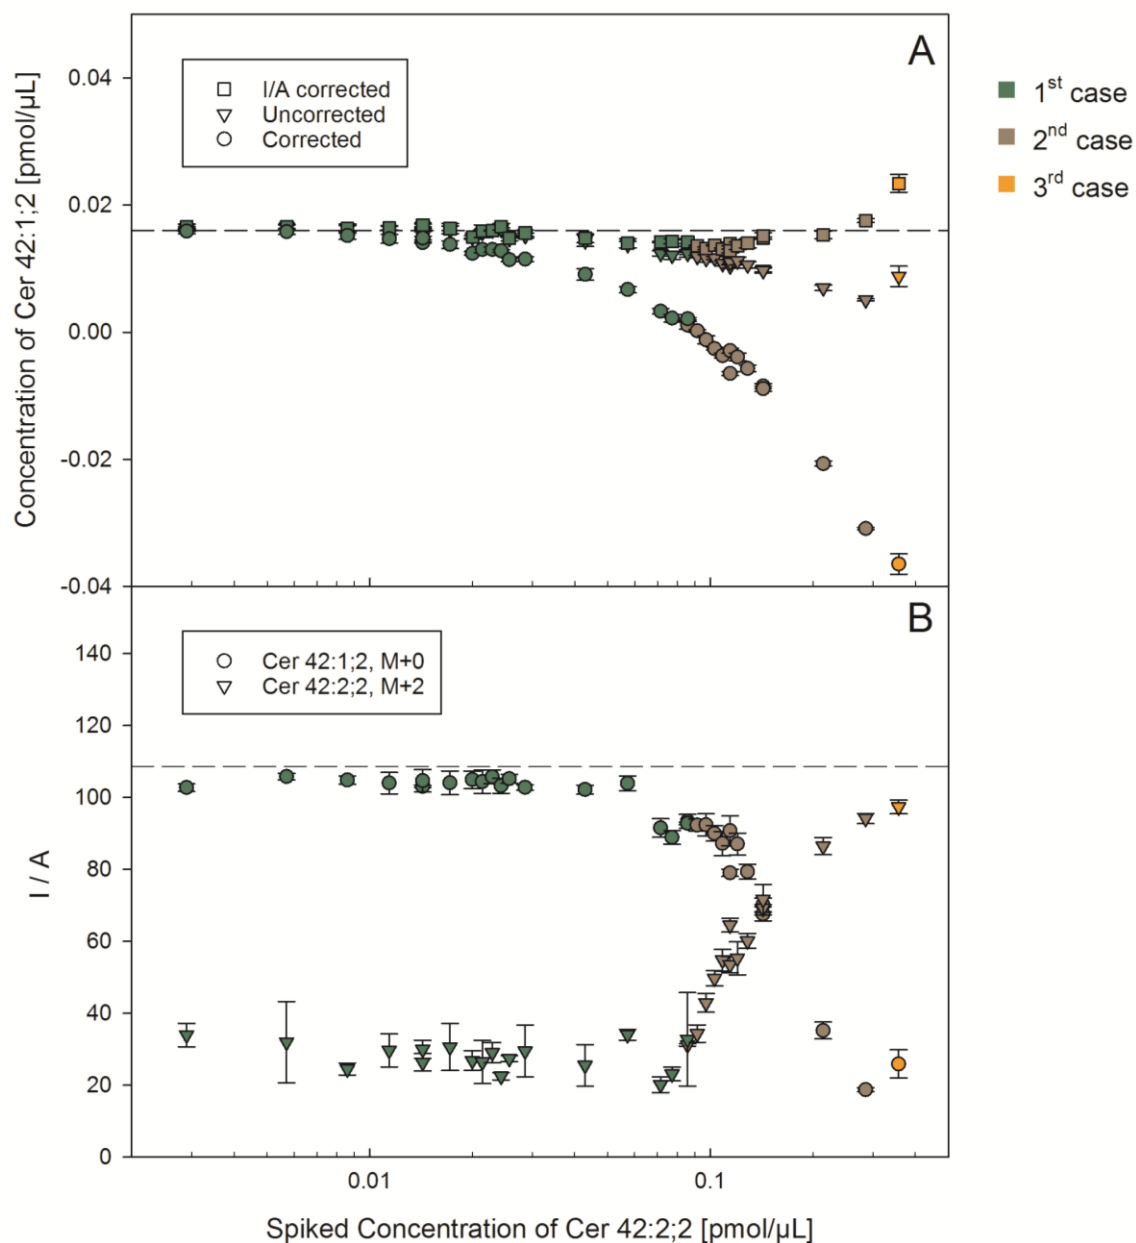 A
I/A corrected
Uncorrected
Corrected
1st case
2nd case
3rd case
0.04
0.02
0.00
-0.02
-0.04
Concentration of Cer 42:1;2 [pmol/µL]
B
Cer 42:1;2, M+0
Cer 42:2;2, M+2
140
120
100
80
60
40
20
0
I / A
0.01
0.1
Spiked Concentration of Cer 42:2;2 [pmol/µL]